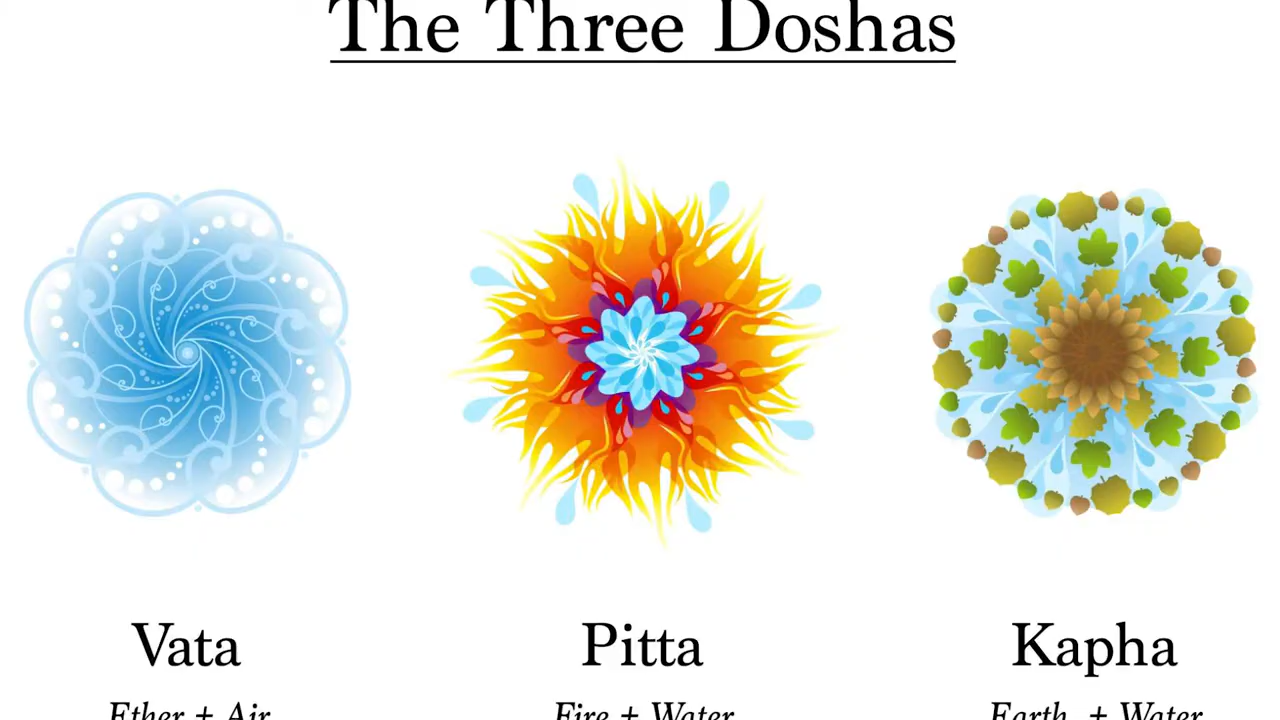 The Three Doshas
Vata Pitta Kapha
Ether + Air Fire + Water Earth + Water